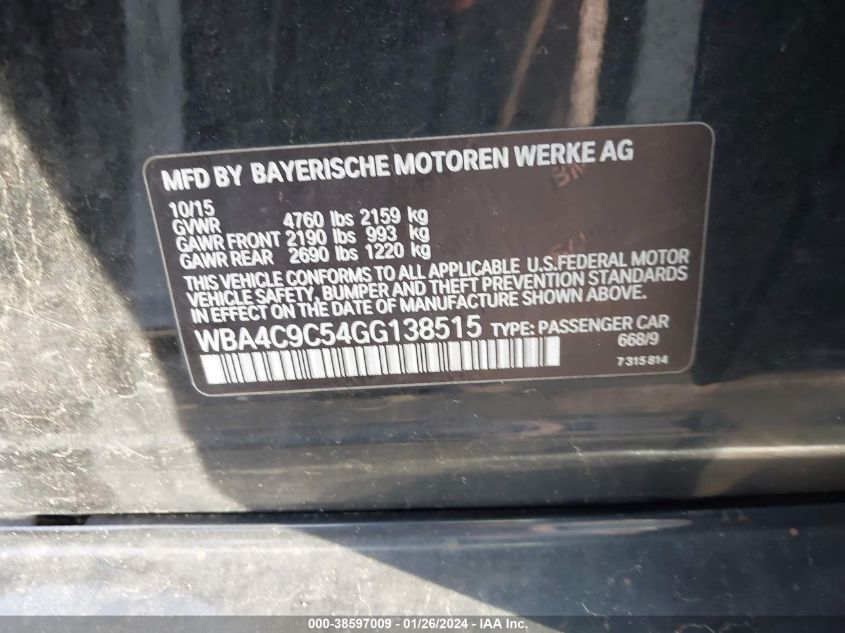 MFD BY BAYERISCHE MOTOREN WERKE AG
10/15
GVWR 4760 lbs 2159 kg
GAWR FRONT 2190 lbs 993 kg
GAWR REAR 2690 lbs 1220 kg
THIS VEHICLE CONFORMS TO ALL APPLICABLE U.S.FEDERAL MOTOR
VEHICLE SAFETY, BUMPER AND THEFT PREVENTION STANDARDS
IN EFFECT ON THE DATE OF MANUFACTURE SHOWN ABOVE.
WBA4C9C54GG138515 TYPE: PASSENGER CAR
668/9
7 315 814
000-38597009 - 01/26/2024 - IAA Inc.